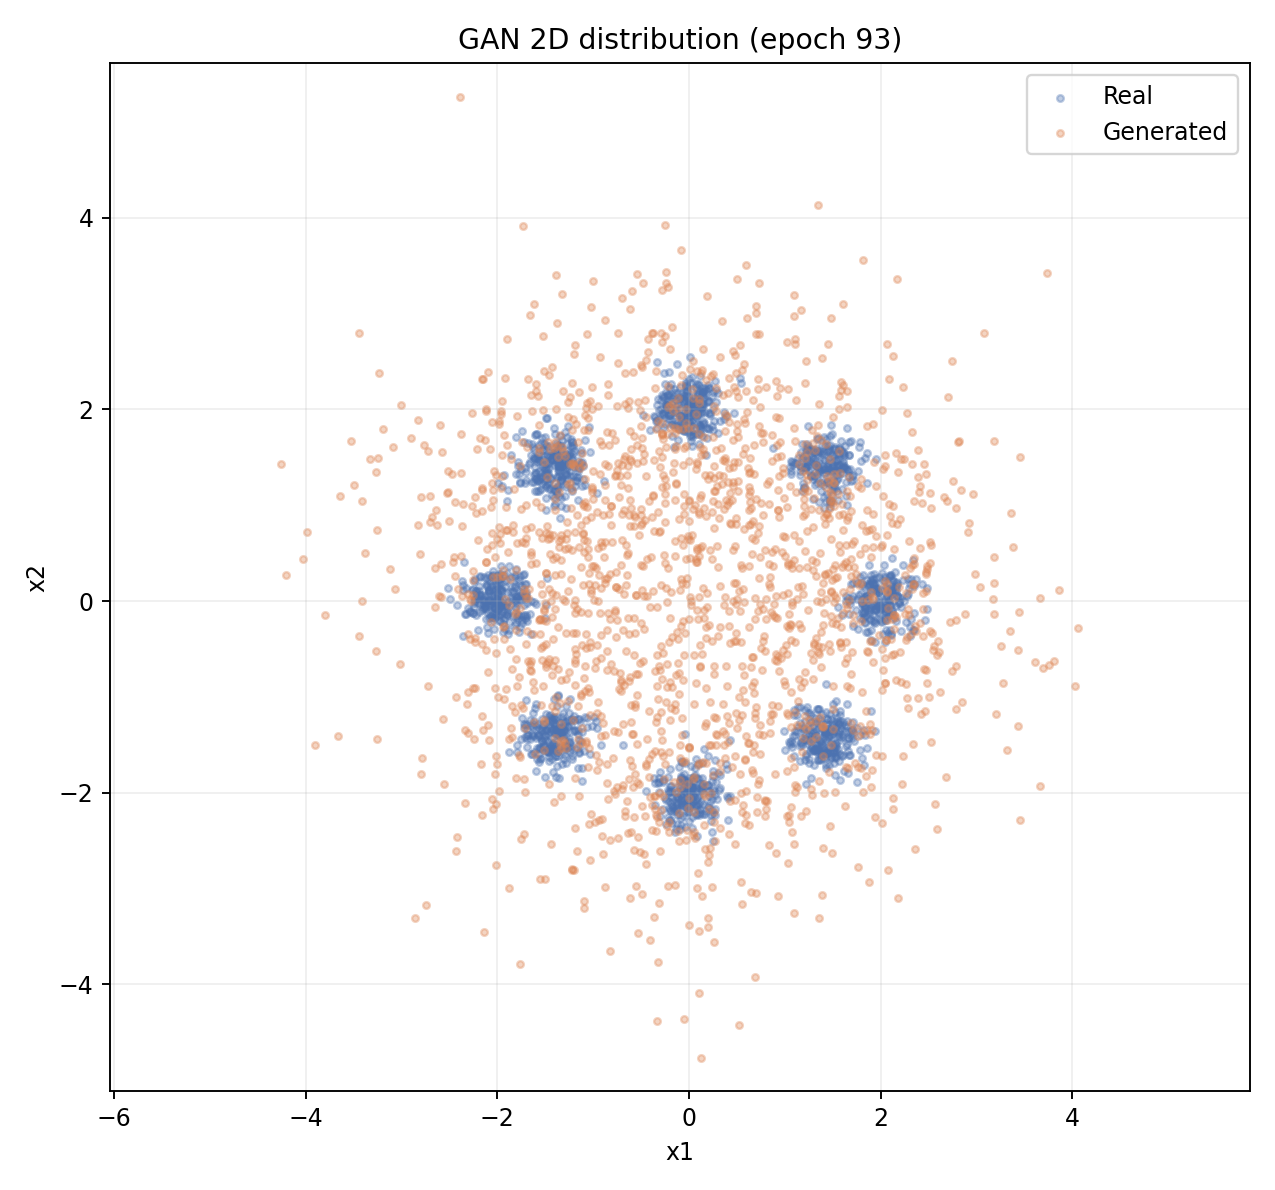 GAN 2D distribution (epoch 93)
Real
Generated
x2
4
2
0
−2
−4
−6
−4
−2
0
2
4
x1